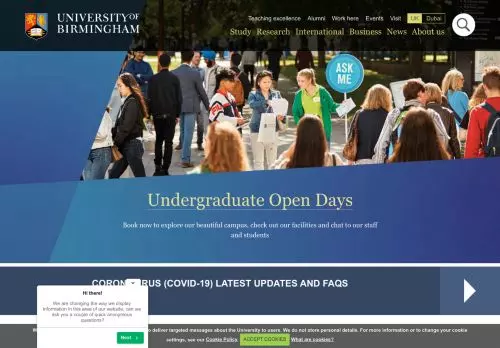 UNIVERSITY OF
BIRMINGHAM
Teaching excellence Alumni Work here Events Visit UK Dubai
Study Research International Business News About us
ASK
ME
Undergraduate Open Days
Book now to explore our beautiful campus, check out our facilities and chat to our staff
and students
CORON RUS (COVID-19) LATEST UPDATES AND FAQS
Hi there!
We are changing the way we display
information in this area of our website, can we
ask you a couple of quick anonymous
questions?
Next
to deliver targeted messages about the University to users. We do not store personal details. For more information or to change your cookie
settings, see our Cookie Policy. ACCEPT COOKIES What are cookies?